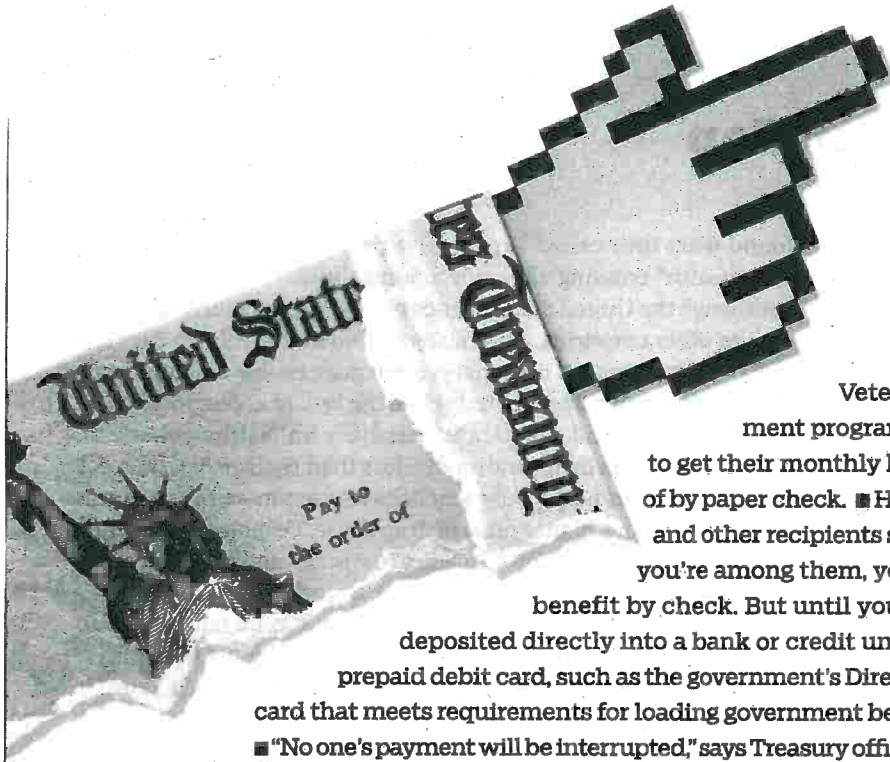 United State
Treasury
Pay to
the order of
Vete
ment program
to get their monthly
of by paper check. ■ H
and other recipients s
you're among them, yo
benefit by check. But until you
deposited directly into a bank or credit un
prepaid debit card, such as the government's Dire
card that meets requirements for loading government be
■ "No one's payment will be interrupted," says Treasury offi